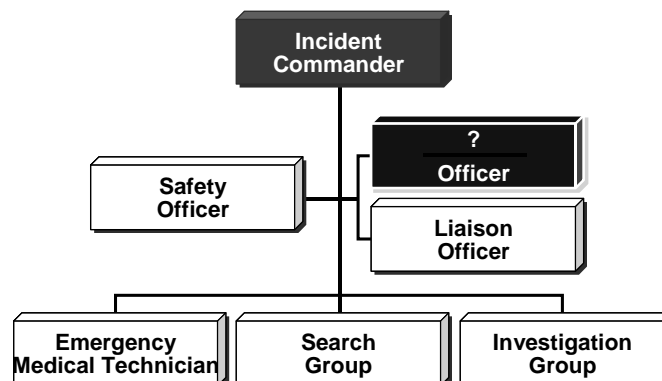 Incident
Commander
?
Officer
Safety
Officer
Liaison
Officer
Emergency
Medical Technician
Search
Group
Investigation
Group